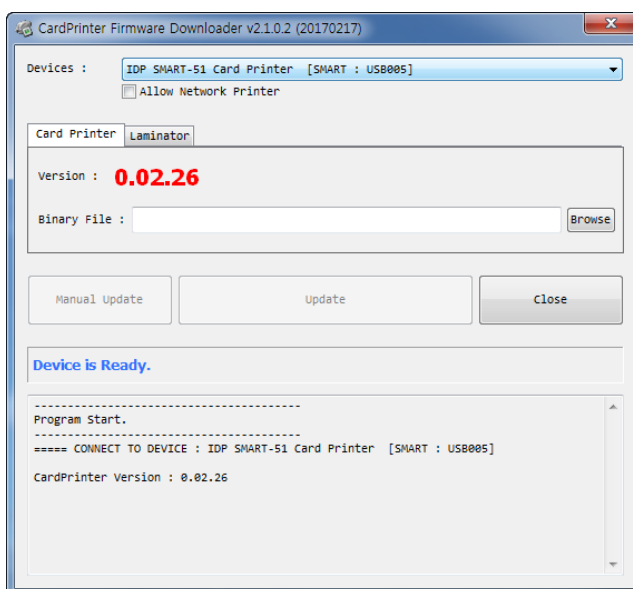 CardPrinter Firmware Downloader v2.1.0.2 (20170217)
Devices : IDP SMART-51 Card Printer [SMART : USB005]
Allow Network Printer
Card Printer Laminator
Version : 0.02.26
Binary File : Browse
Manual Update Update Close
Device is Ready.
----------------------------------------
Program Start.
----------------------------------------
===== CONNECT TO DEVICE : IDP SMART-51 Card Printer [SMART : USB005]
CardPrinter Version : 0.02.26